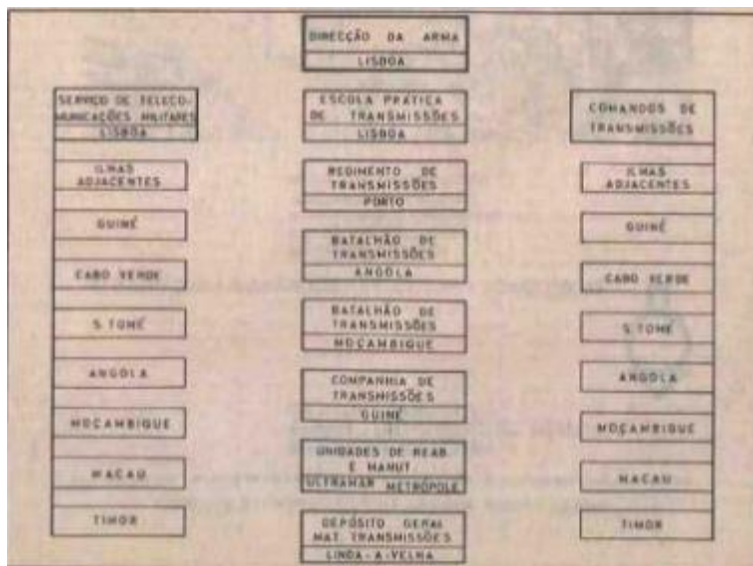 DIRECÇÃO DA ARMA
LISBOA
SERVIÇO DE TELECO-
MUNICAÇÕES MILITARES
LISBOA
ILHAS
ADJACENTES
GUINÉ
CABO VERDE
S. TOMÉ
ANGOLA
MOÇAMBIQUE
MACAU
TIMOR
ESCOLA PRÁTICA
DE TRANSMISSÕES
LISBOA
REGIMENTO DE
TRANSMISSÕES
PORTO
BATALHÃO DE
TRANSMISSÕES
ANGOLA
BATALHÃO DE
TRANSMISSÕES
MOÇAMBIQUE
COMPANHIA DE
TRANSMISSÕES
GUINÉ
UNIDADES DE REAB.
E MANUT
ULTRAMAR METRÓPOLE
DEPÓSITO GERAL
MAT. TRANSMISSÕES
LINDA-A-VELHA
COMANDOS DE
TRANSMISSÕES
ILHAS
ADJACENTES
GUINÉ
CABO VERDE
S. TOMÉ
ANGOLA
MOÇAMBIQUE
MACAU
TIMOR